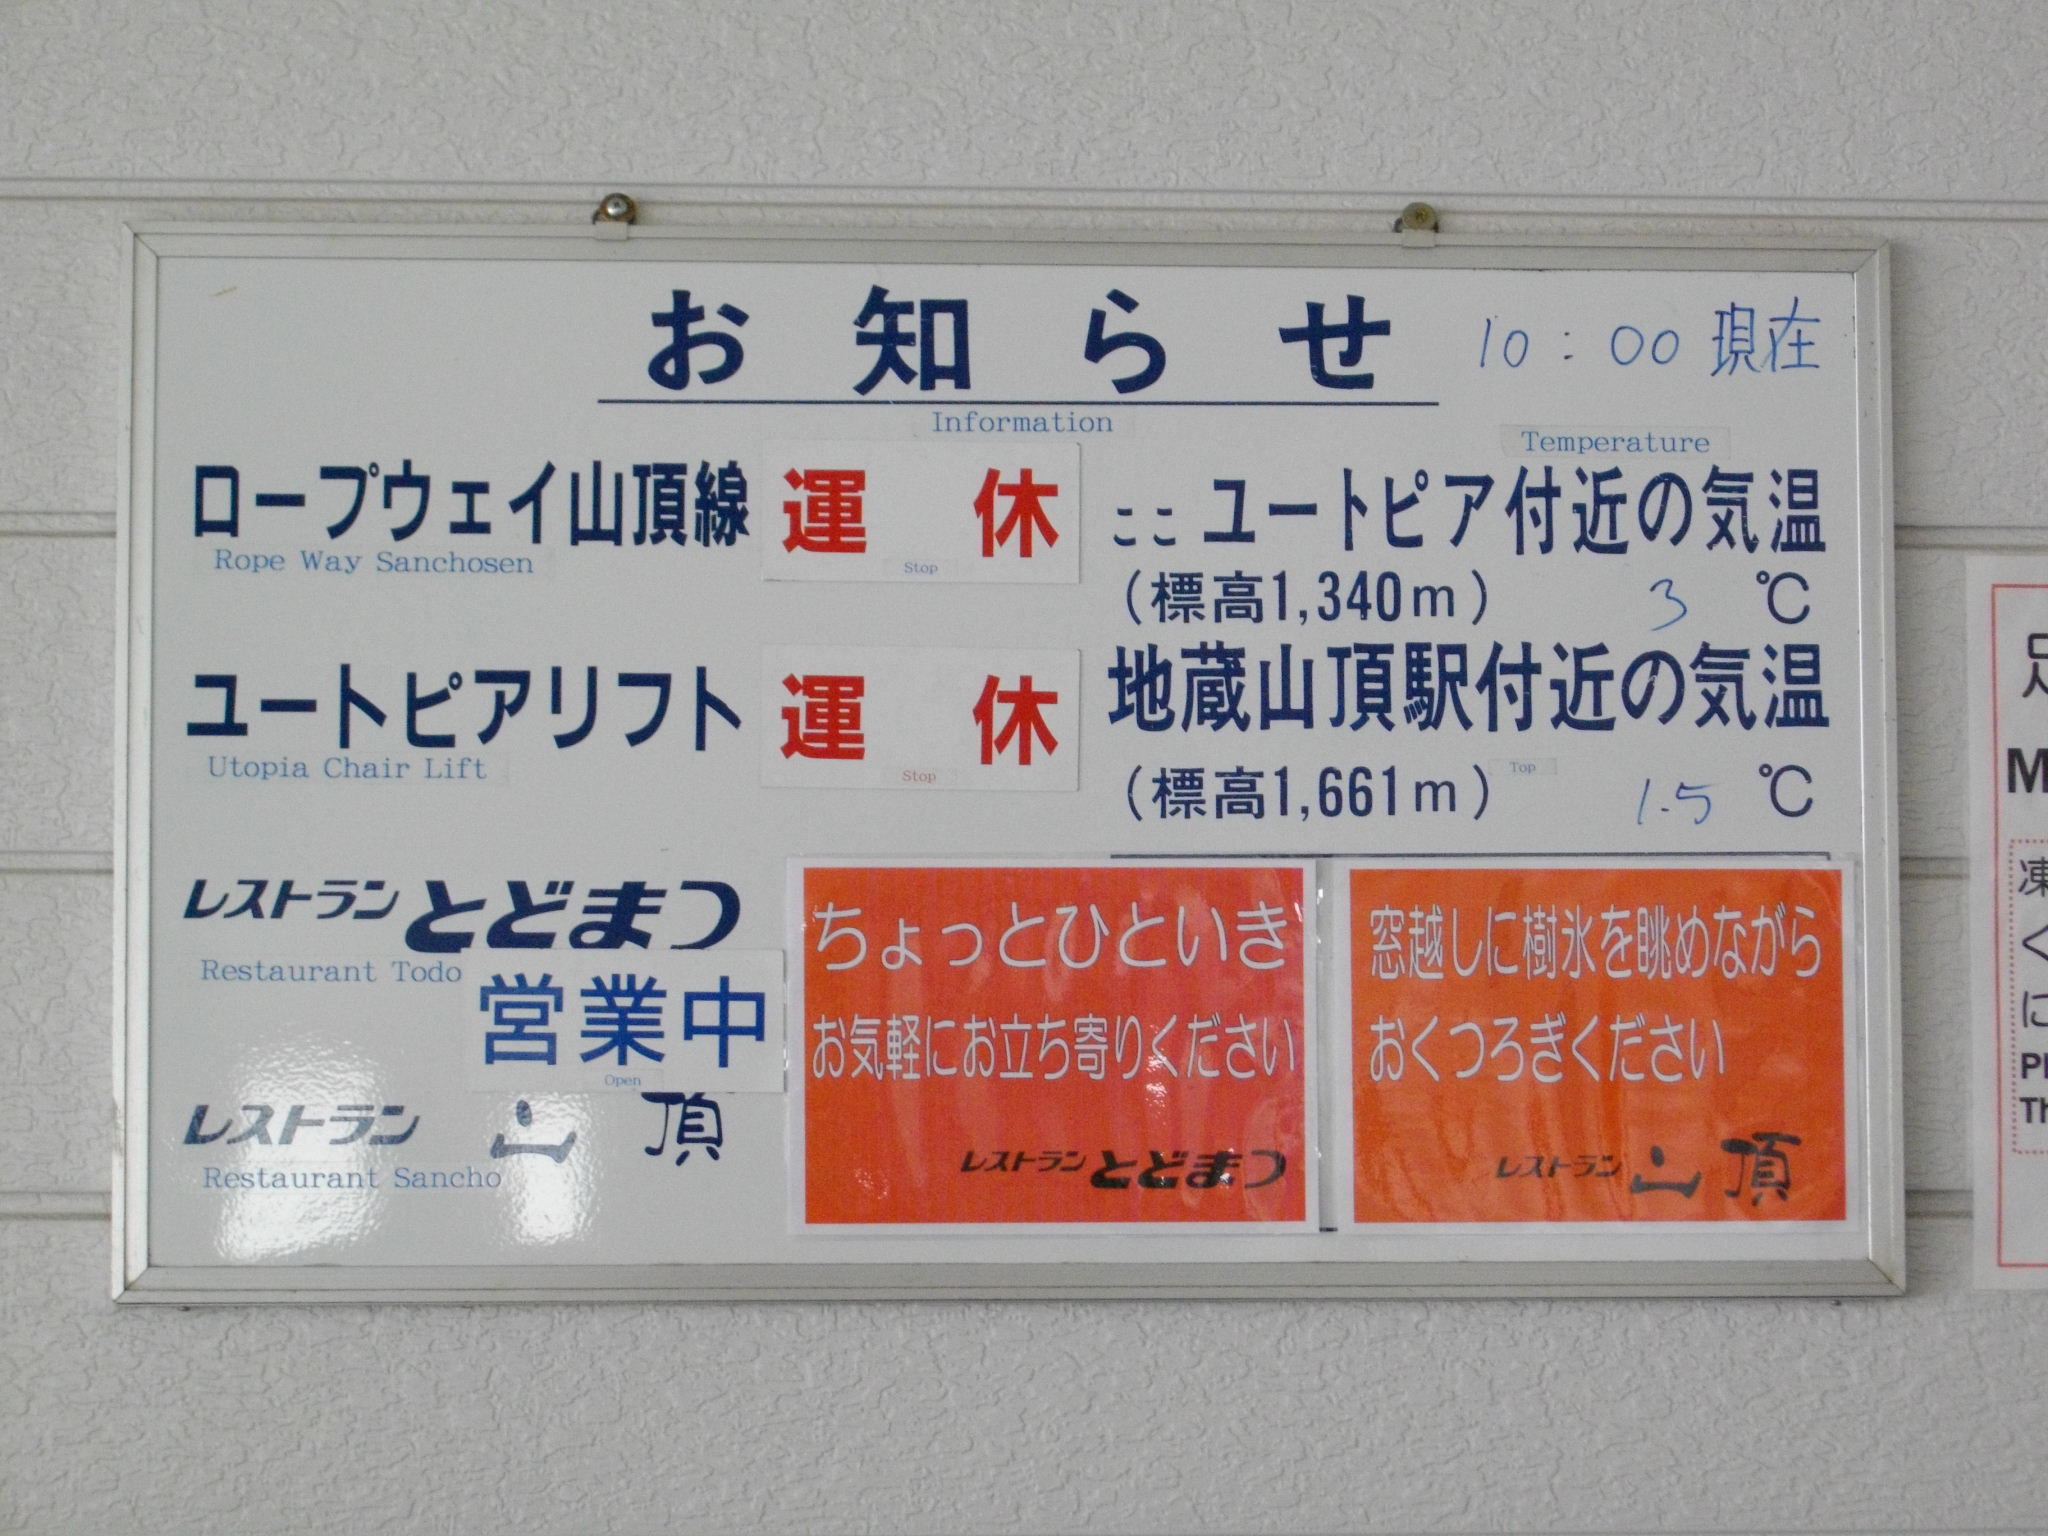 お知らせ 10:00 現在
Information
Temperature
ロープウェイ山頂線 運休
Rope Way Sanchosen
Stop
ここ ユートピア付近の気温
(標高1,340m) 3 ℃
ユートピアリフト 運休
Utopia Chair Lift
Stop
地蔵山頂駅付近の気温
Top
(標高1,661m) 1.5 ℃
レストラン とどまつ
Restaurant Todo
営業中
Open
レストラン 山頂
Restaurant Sancho
ちょっとひといき
お気軽にお立ち寄りください
レストラン とどまつ
窓越しに樹氷を眺めながら
おくつろぎください
レストラン 山頂